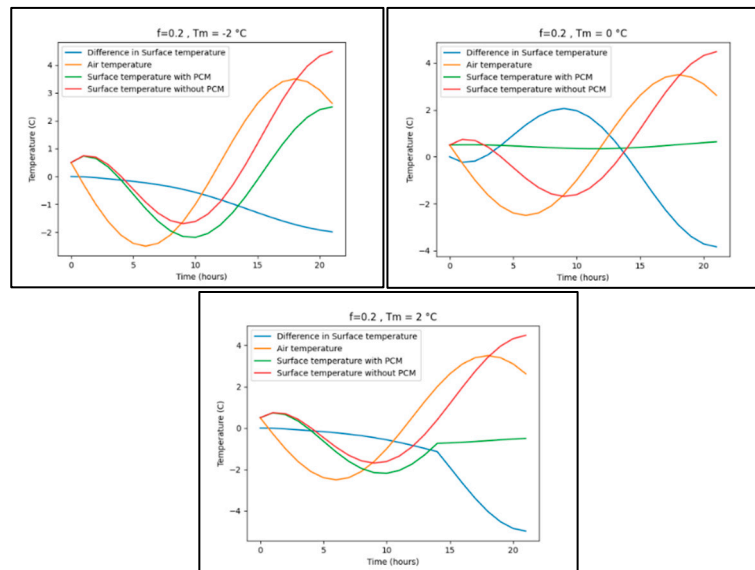 f=0.2 , Tm = -2 °C
Difference in Surface temperature
Air temperature
Surface temperature with PCM
Surface temperature without PCM
4
3
2
1
0
−1
−2
Temperature (C)
0
5
10
15
20
Time (hours)
f=0.2 , Tm = 0 °C
Difference in Surface temperature
Air temperature
Surface temperature with PCM
Surface temperature without PCM
4
2
0
−2
−4
Temperature (C)
0
5
10
15
20
Time (hours)
f=0.2 , Tm = 2 °C
Difference in Surface temperature
Air temperature
Surface temperature with PCM
Surface temperature without PCM
4
2
0
−2
−4
Temperature (C)
0
5
10
15
20
Time (hours)